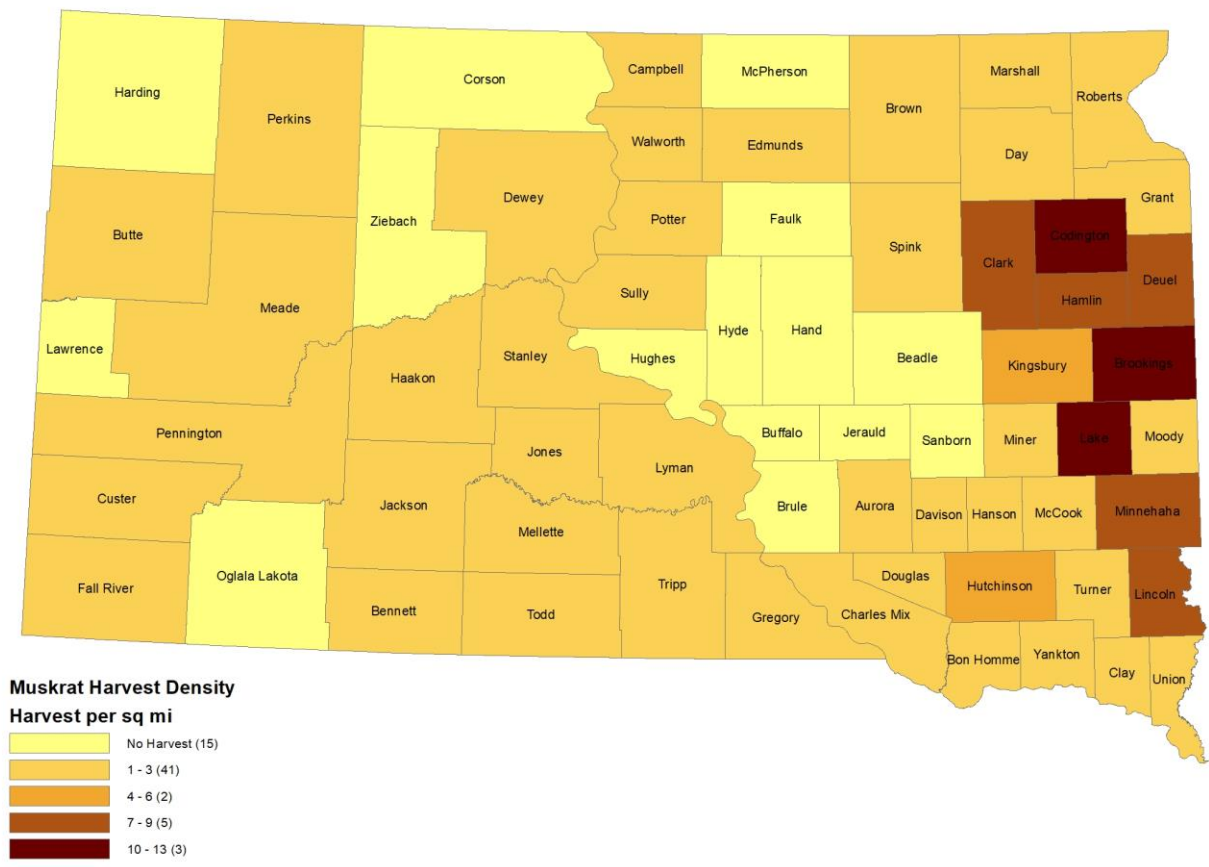 Harding
Perkins
Corson
Campbell
McPherson
Brown
Marshall
Roberts
Walworth
Edmunds
Day
Butte
Ziebach
Dewey
Potter
Faulk
Spink
Grant
Codington
Clark
Deuel
Hamlin
Meade
Sully
Hyde
Hand
Lawrence
Haakon
Stanley
Hughes
Beadle
Kingsbury
Brookings
Pennington
Jones
Lyman
Buffalo
Jerauld
Sanborn
Miner
Lake
Moody
Custer
Jackson
Mellette
Brule
Aurora
Davison
Hanson
McCook
Minnehaha
Fall River
Oglala Lakota
Bennett
Todd
Tripp
Gregory
Charles Mix
Douglas
Hutchinson
Turner
Lincoln
Bon Homme
Yankton
Clay
Union
Muskrat Harvest Density
Harvest per sq mi
No Harvest (15)
1 - 3 (41)
4 - 6 (2)
7 - 9 (5)
10 - 13 (3)